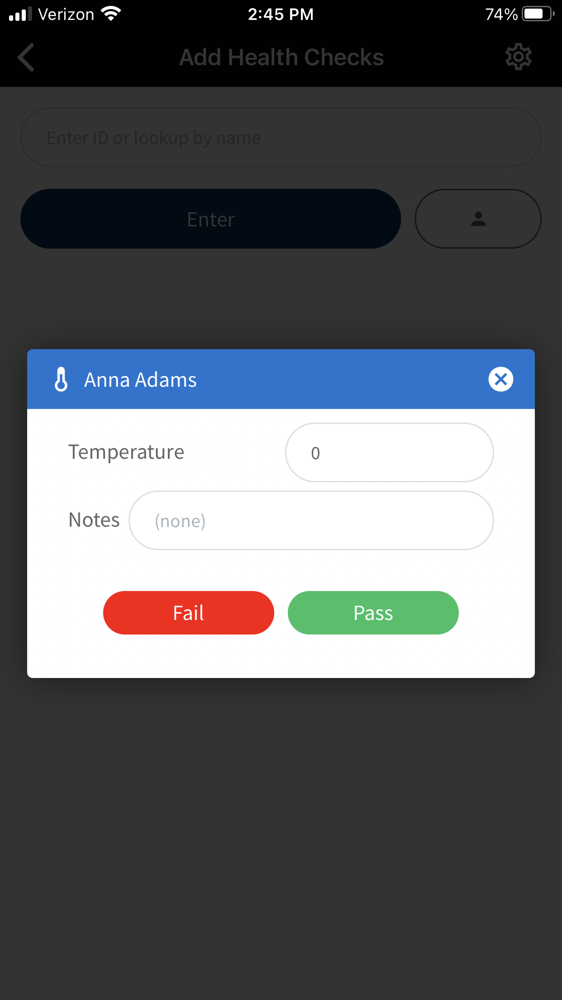 Verizon 2:45 PM 74%
Add Health Checks
Enter ID or lookup by name
Enter
Anna Adams
Temperature 0
Notes (none)
Fail Pass